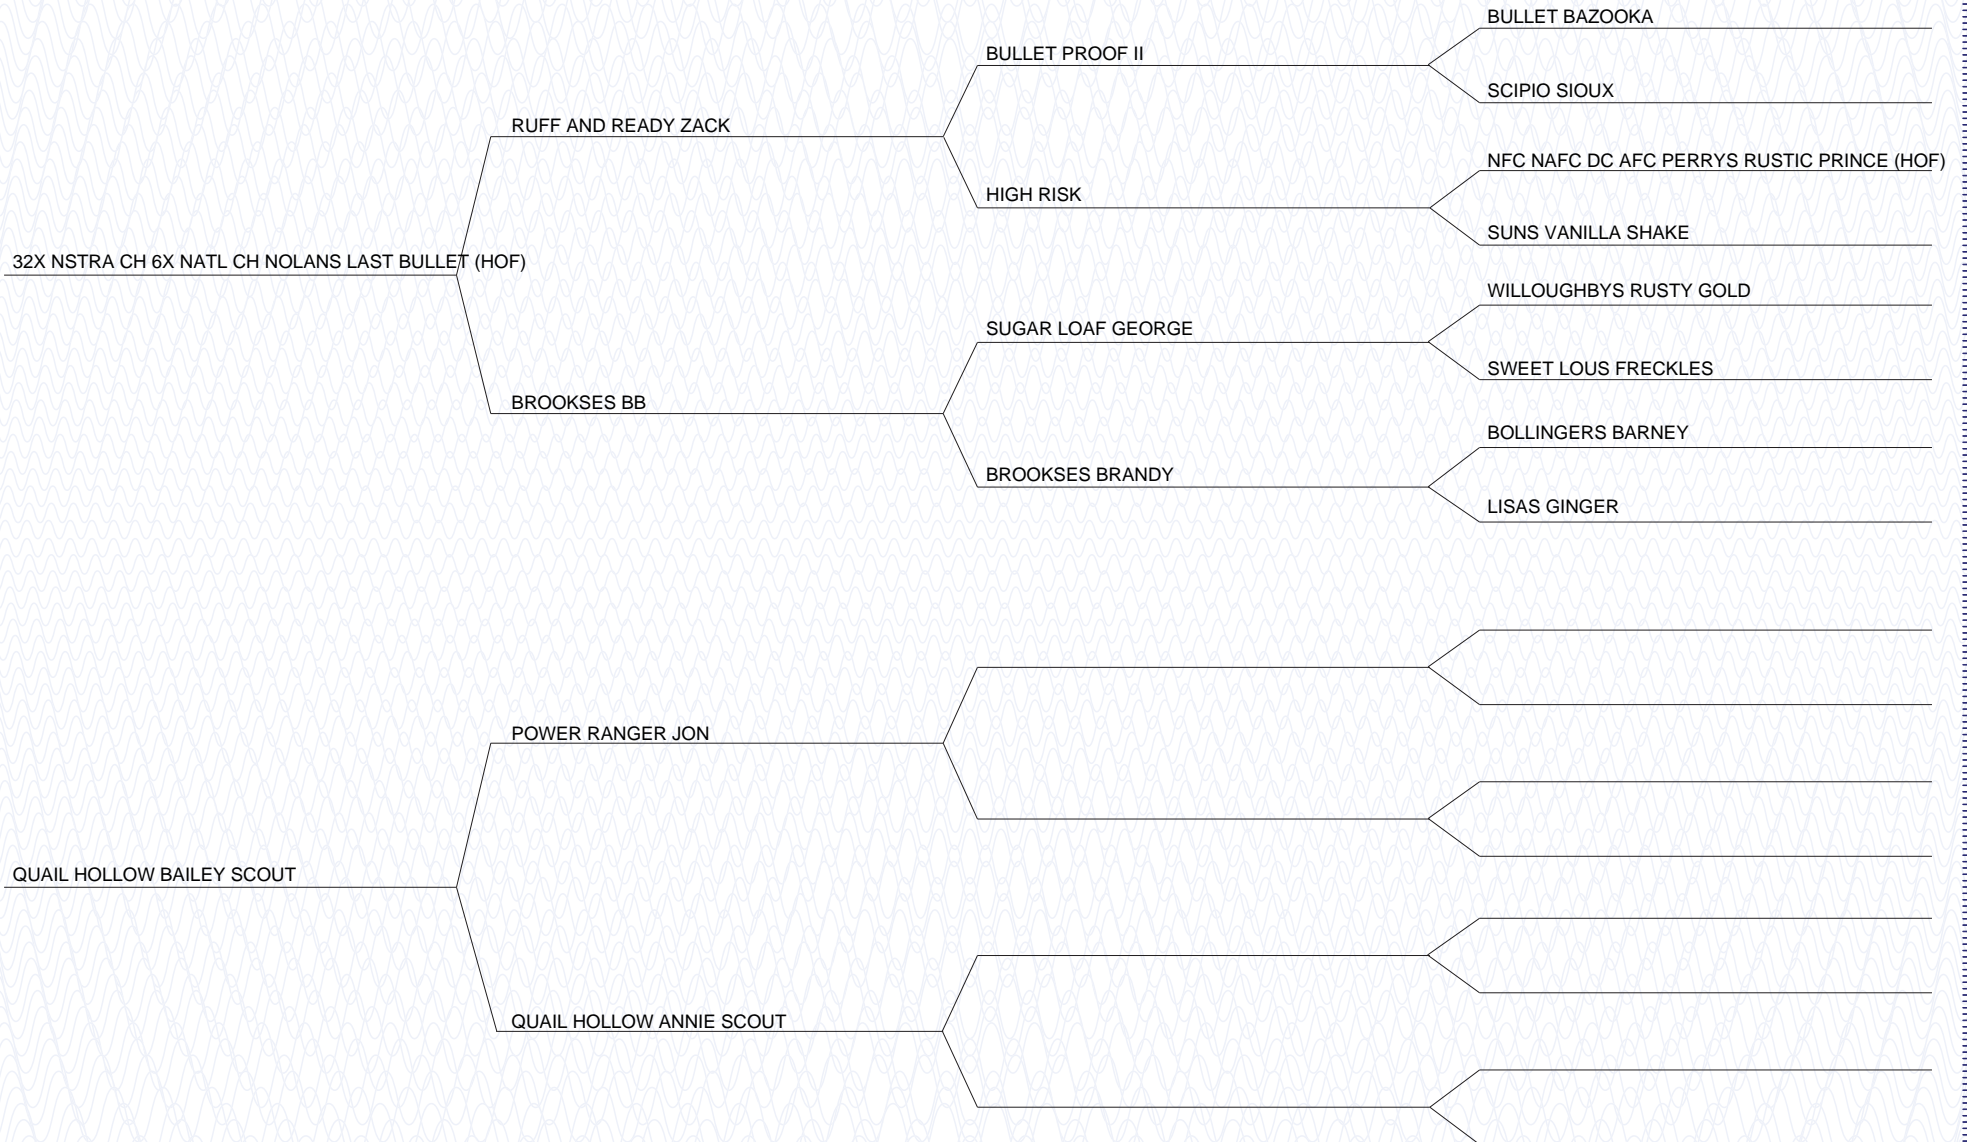 BULLET BAZOOKA
BULLET PROOF II
SCIPIO SIOUX
RUFF AND READY ZACK
NFC NAFC DC AFC PERRYS RUSTIC PRINCE (HOF)
HIGH RISK
SUNS VANILLA SHAKE
32X NSTRA CH 6X NATL CH NOLANS LAST BULLET (HOF)
WILLOUGHBYS RUSTY GOLD
SUGAR LOAF GEORGE
SWEET LOUS FRECKLES
BROOKSES BB
BOLLINGERS BARNEY
BROOKSES BRANDY
LISAS GINGER
POWER RANGER JON
QUAIL HOLLOW BAILEY SCOUT
QUAIL HOLLOW ANNIE SCOUT